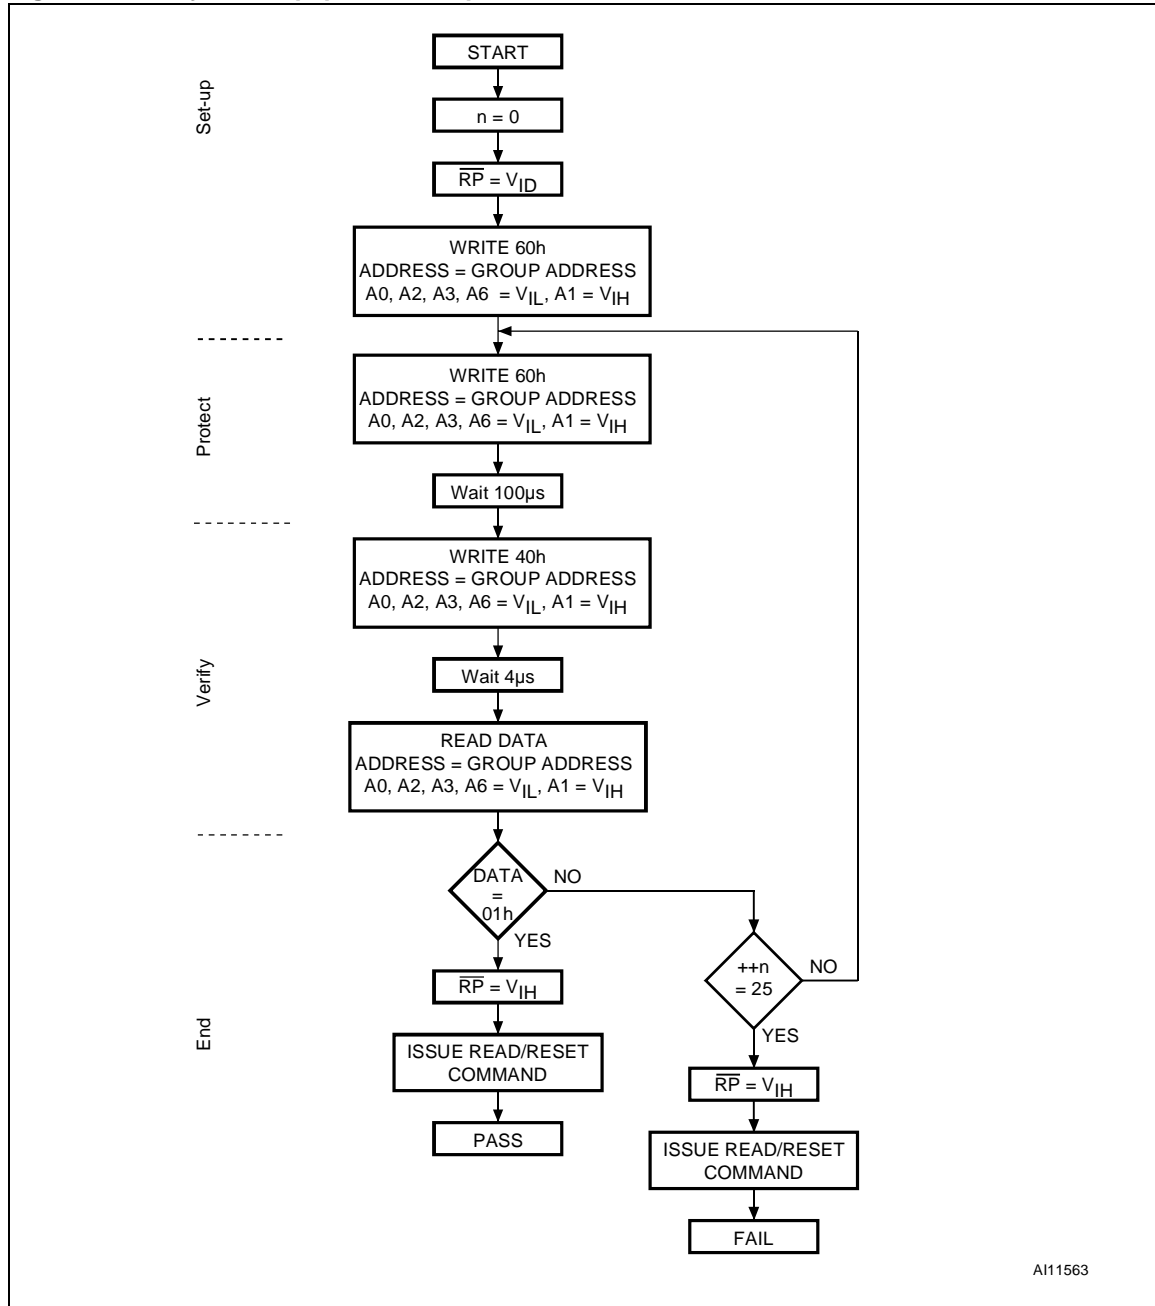 START
Set-up
n = 0
R̅P̅ = VID
WRITE 60h
ADDRESS = GROUP ADDRESS
A0, A2, A3, A6 = VIL, A1 = VIH
Protect
WRITE 60h
ADDRESS = GROUP ADDRESS
A0, A2, A3, A6 = VIL, A1 = VIH
Wait 100µs
WRITE 40h
ADDRESS = GROUP ADDRESS
A0, A2, A3, A6 = VIL, A1 = VIH
Verify
Wait 4µs
READ DATA
ADDRESS = GROUP ADDRESS
A0, A2, A3, A6 = VIL, A1 = VIH
DATA
=
01h
NO
YES
++n
= 25
NO
YES
End
R̅P̅ = VIH
ISSUE READ/RESET
COMMAND
PASS
R̅P̅ = VIH
ISSUE READ/RESET
COMMAND
FAIL
AI11563